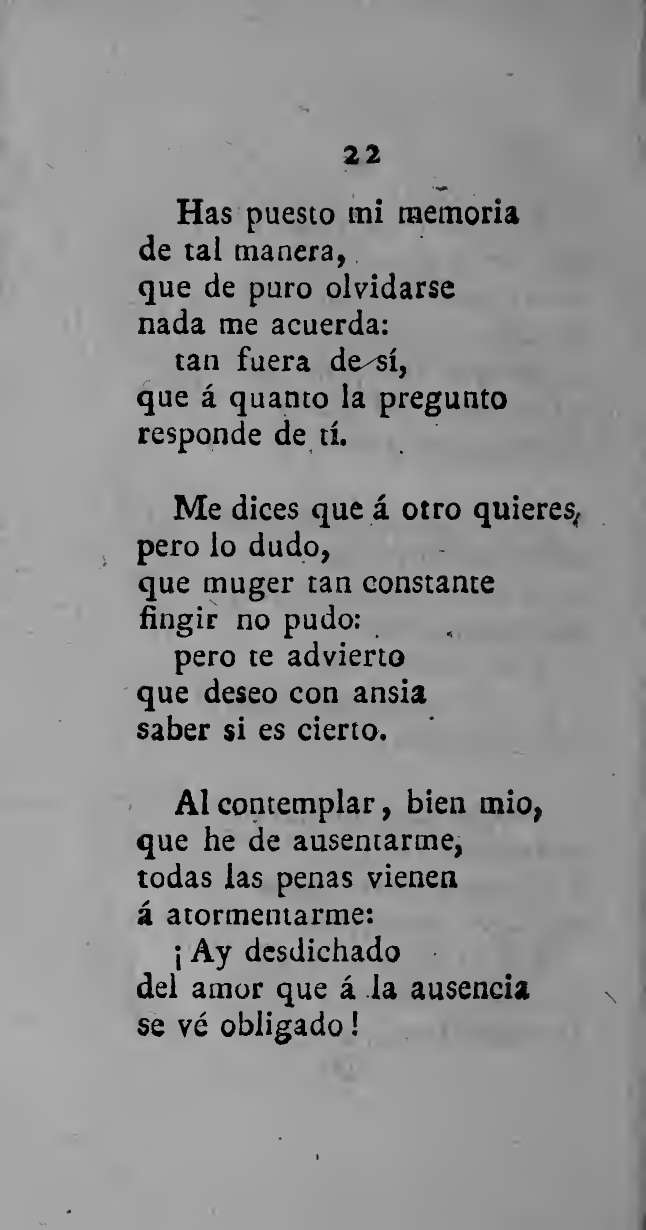 22
Has puesto mi memoria
de tal manera,
que de puro olvidarse
nada me acuerda:
tan fuera de sí,
que á quanto la pregunto
responde de tí.
Me dices que á otro quieres,
pero lo dudo,
que muger tan constante
fingir no pudo:
pero te advierto
que deseo con ansia
saber si es cierto.
Al contemplar, bien mio,
que he de ausentarme,
todas las penas vienen
á atormentarme:
¡Ay desdichado
del amor que á la ausencia
se vé obligado!